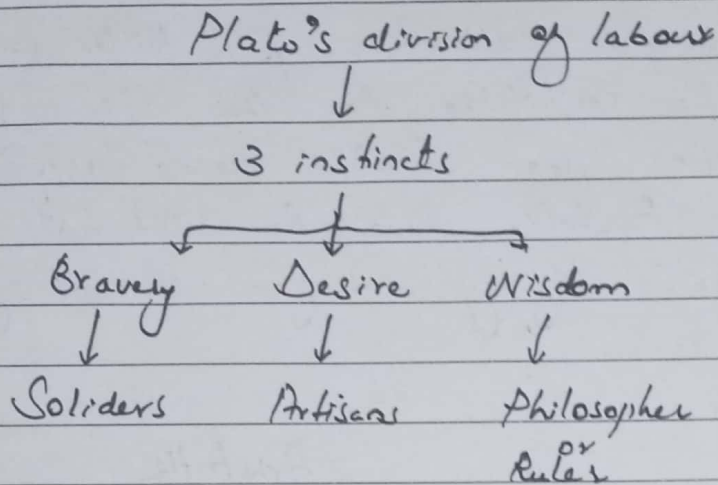 Plato's division of labour
3 instincts
Bravery Desire Wisdom
Soliders Artisans Philosopher
or
Ruler